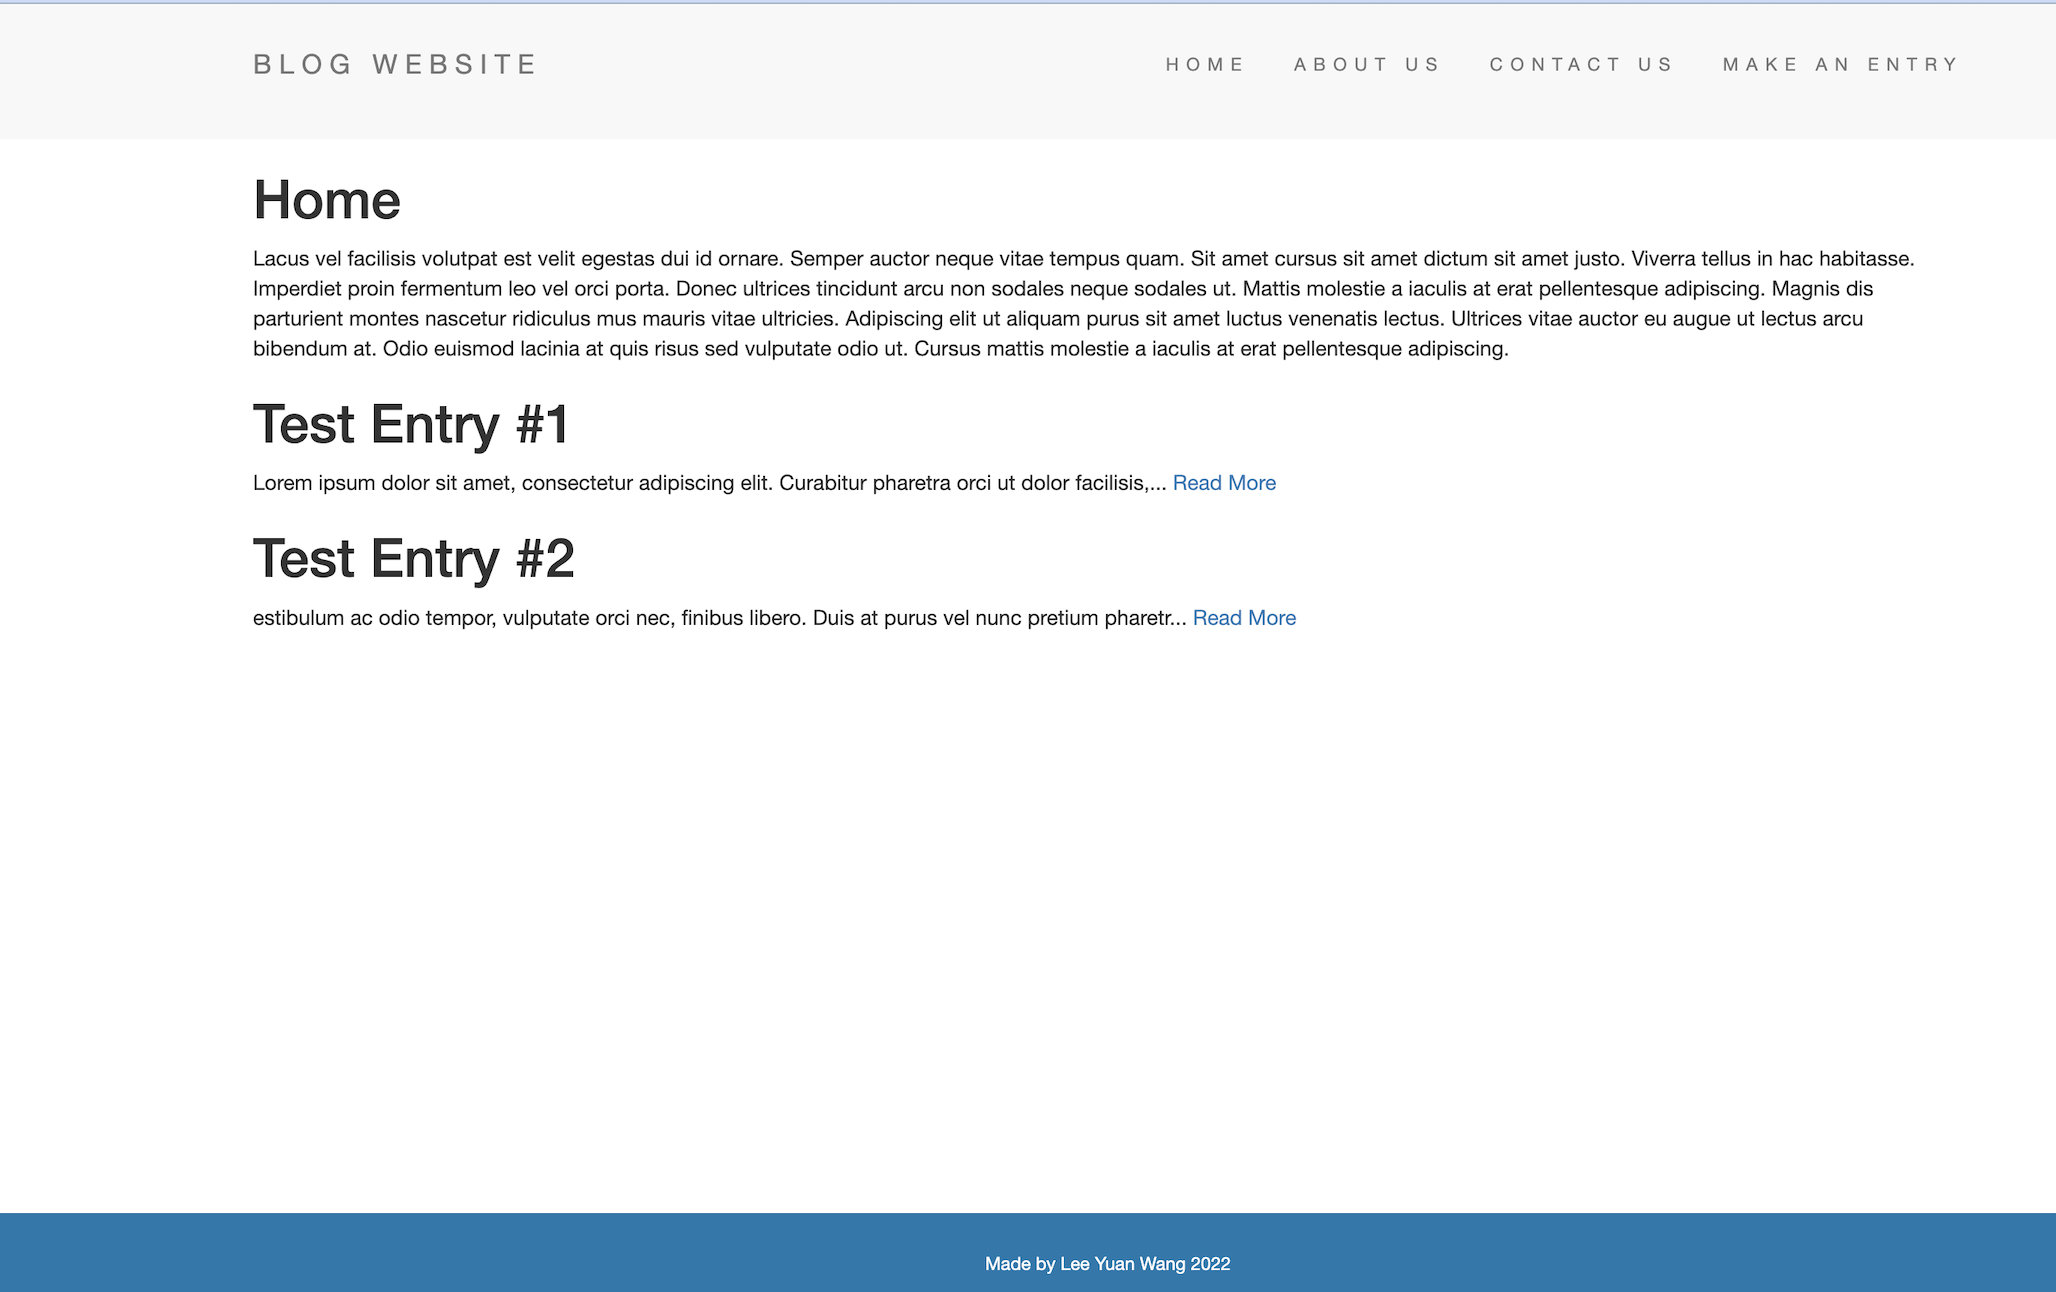 BLOG WEBSITE
HOME ABOUT US CONTACT US MAKE AN ENTRY
Home
Lacus vel facilisis volutpat est velit egestas dui id ornare. Semper auctor neque vitae tempus quam. Sit amet cursus sit amet dictum sit amet justo. Viverra tellus in hac habitasse.
Imperdiet proin fermentum leo vel orci porta. Donec ultrices tincidunt arcu non sodales neque sodales ut. Mattis molestie a iaculis at erat pellentesque adipiscing. Magnis dis
parturient montes nascetur ridiculus mus mauris vitae ultricies. Adipiscing elit ut aliquam purus sit amet luctus venenatis lectus. Ultrices vitae auctor eu augue ut lectus arcu
bibendum at. Odio euismod lacinia at quis risus sed vulputate odio ut. Cursus mattis molestie a iaculis at erat pellentesque adipiscing.
Test Entry #1
Lorem ipsum dolor sit amet, consectetur adipiscing elit. Curabitur pharetra orci ut dolor facilisis,... Read More
Test Entry #2
estibulum ac odio tempor, vulputate orci nec, finibus libero. Duis at purus vel nunc pretium pharetr... Read More
Made by Lee Yuan Wang 2022